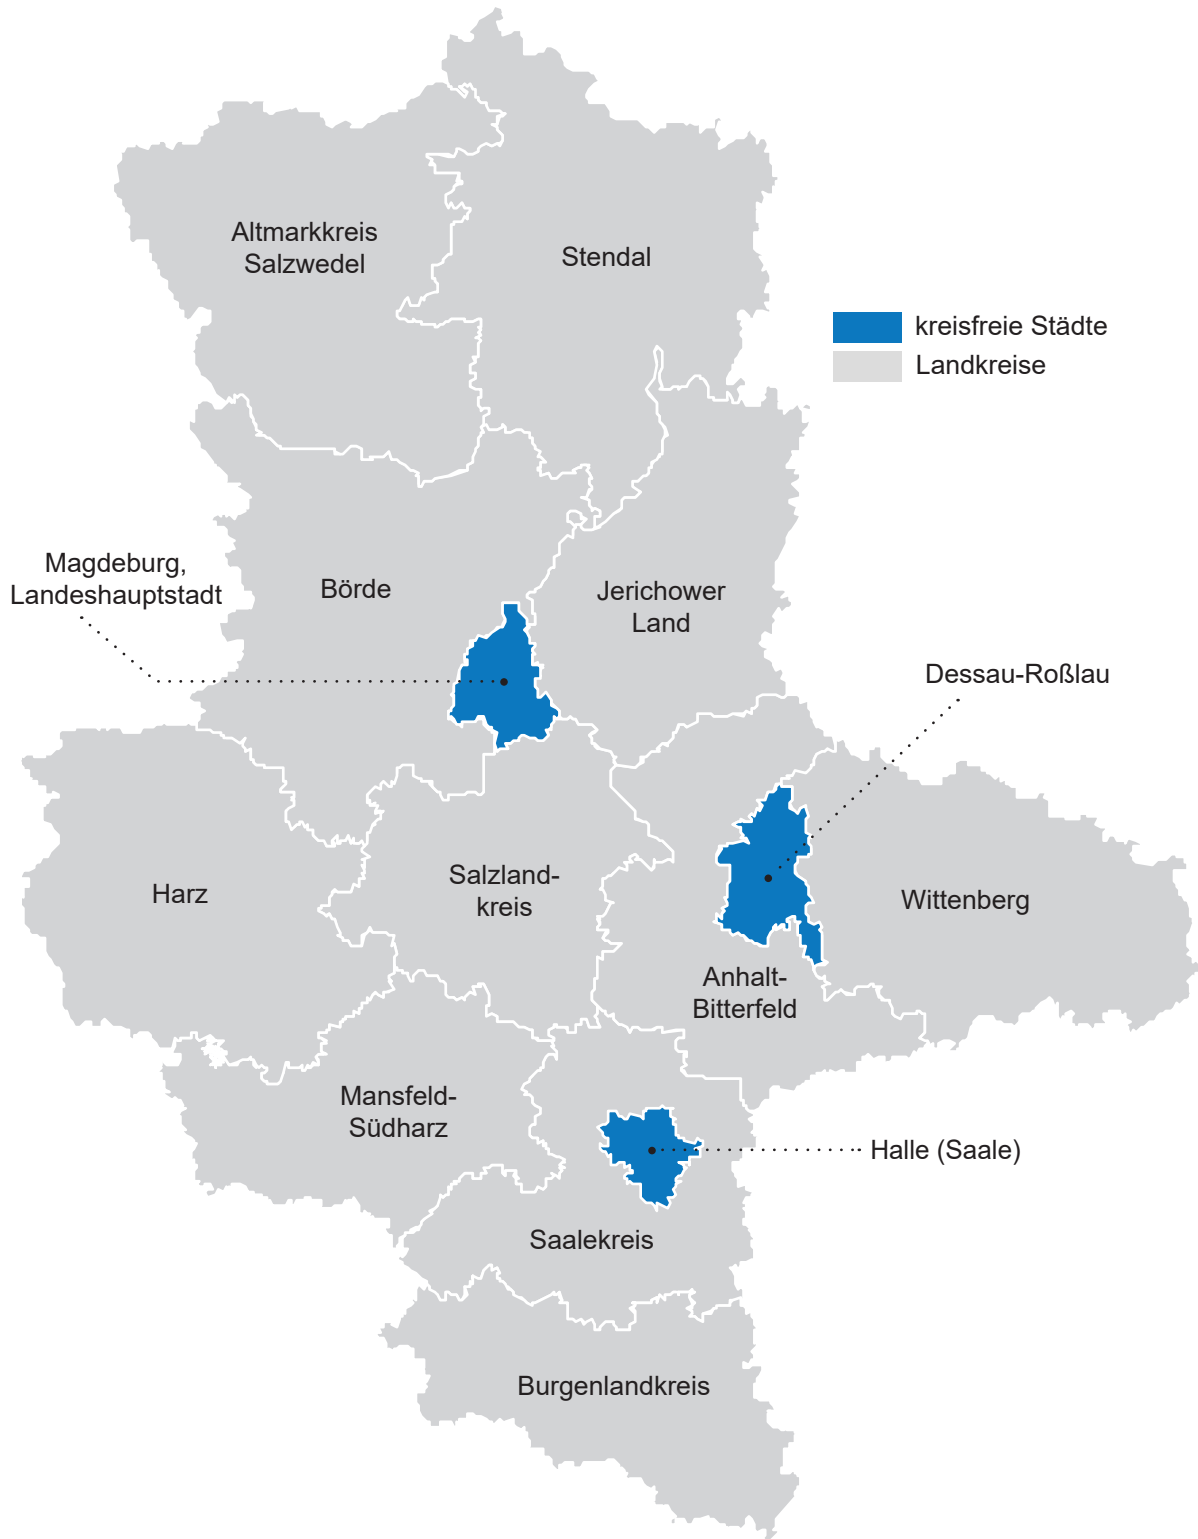 Altmarkkreis
Salzwedel
Stendal
kreisfreie Städte
Landkreise
Magdeburg,
Landeshauptstadt
Börde
Jerichower
Land
Dessau-Roßlau
Harz
Salzland-
kreis
Wittenberg
Anhalt-
Bitterfeld
Mansfeld-
Südharz
Halle (Saale)
Saalekreis
Burgenlandkreis